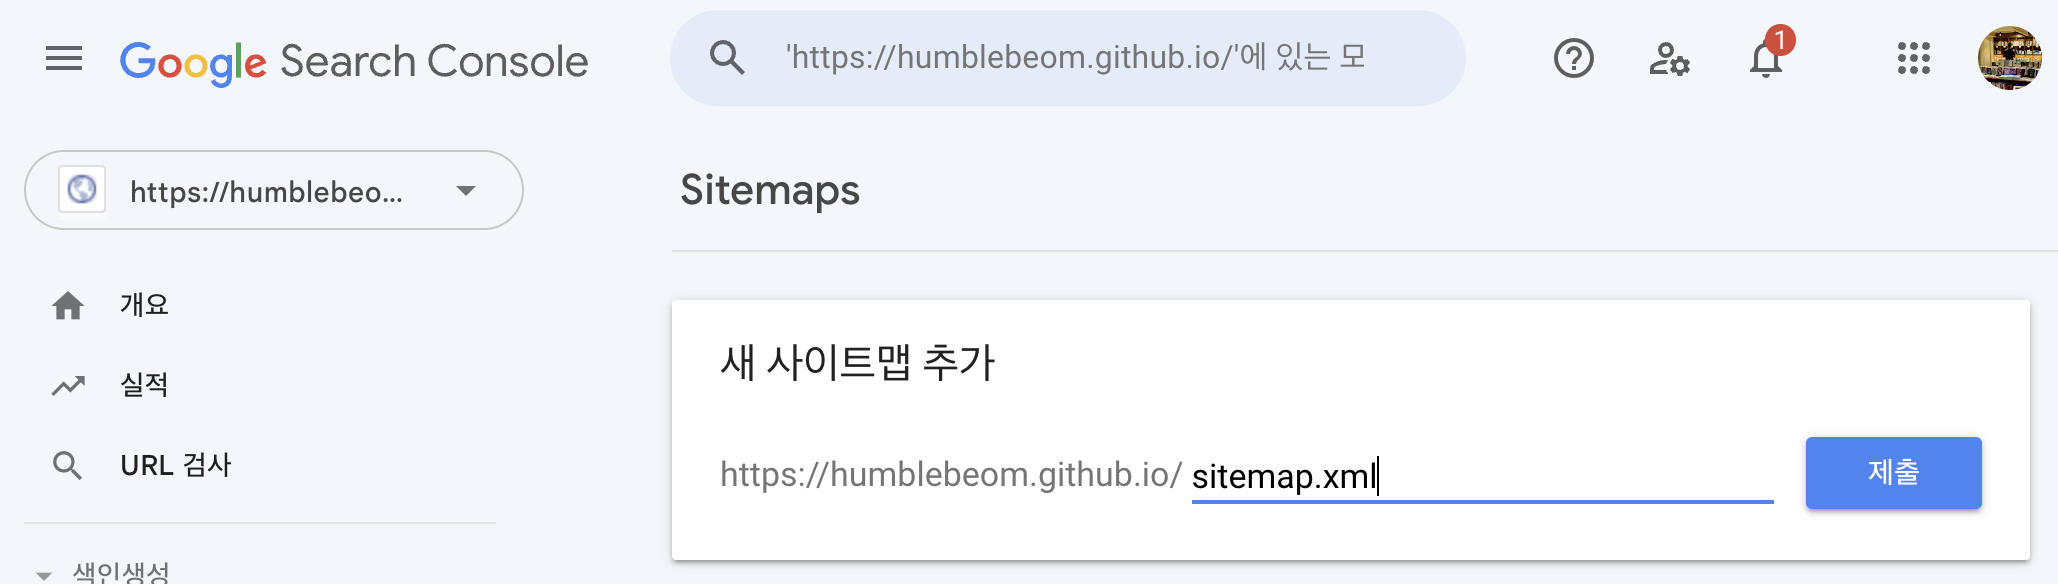 Google Search Console
'https://humblebeom.github.io/'에 있는 모
1
https://humblebeo...
Sitemaps
개요
실적
URL 검사
색인생성
새 사이트맵 추가
https://humblebeom.github.io/ sitemap.xml
제출